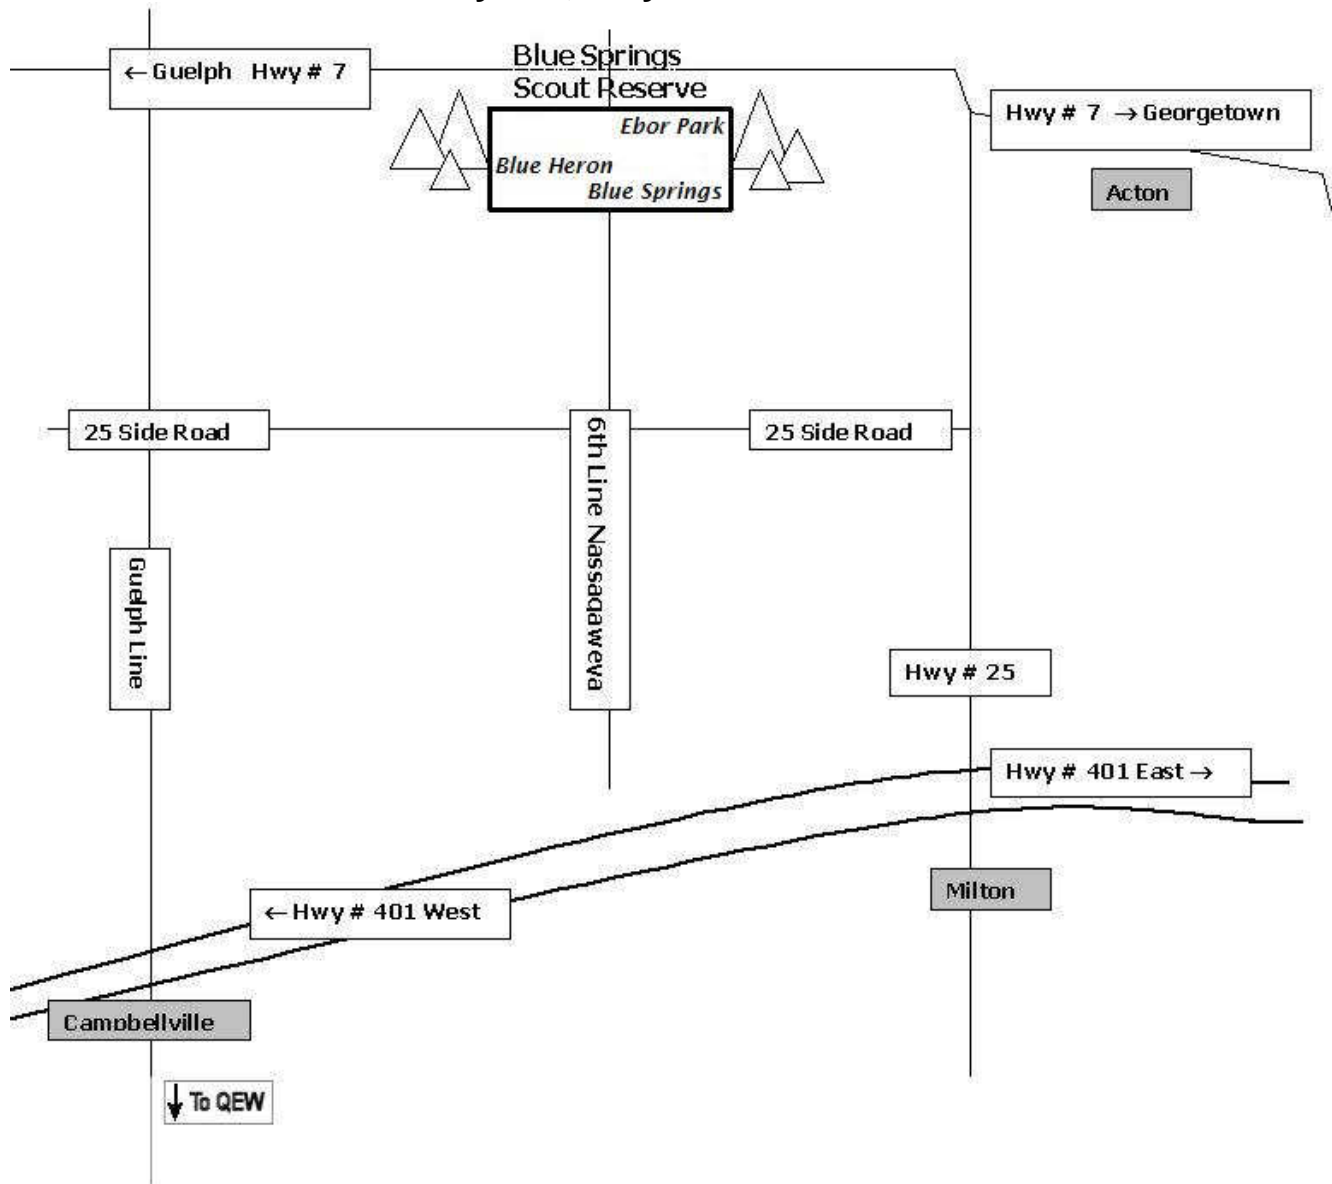 ← Guelph Hwy # 7
Blue Springs
Scout Reserve
Ebor Park
Blue Heron
Blue Springs
Hwy # 7 → Georgetown
Acton
25 Side Road
6th Line Nassagaweya
25 Side Road
Guelph Line
Hwy # 25
Hwy # 401 East →
← Hwy # 401 West
Milton
Campbellville
↓ To QEW